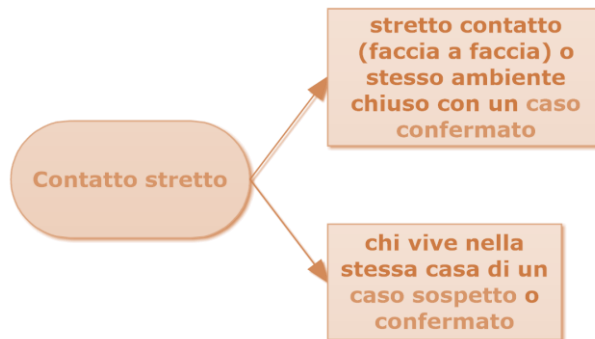 Contatto stretto
stretto contatto
(faccia a faccia) o
stesso ambiente
chiuso con un caso
confermato
chi vive nella
stessa casa di un
caso sospetto o
confermato